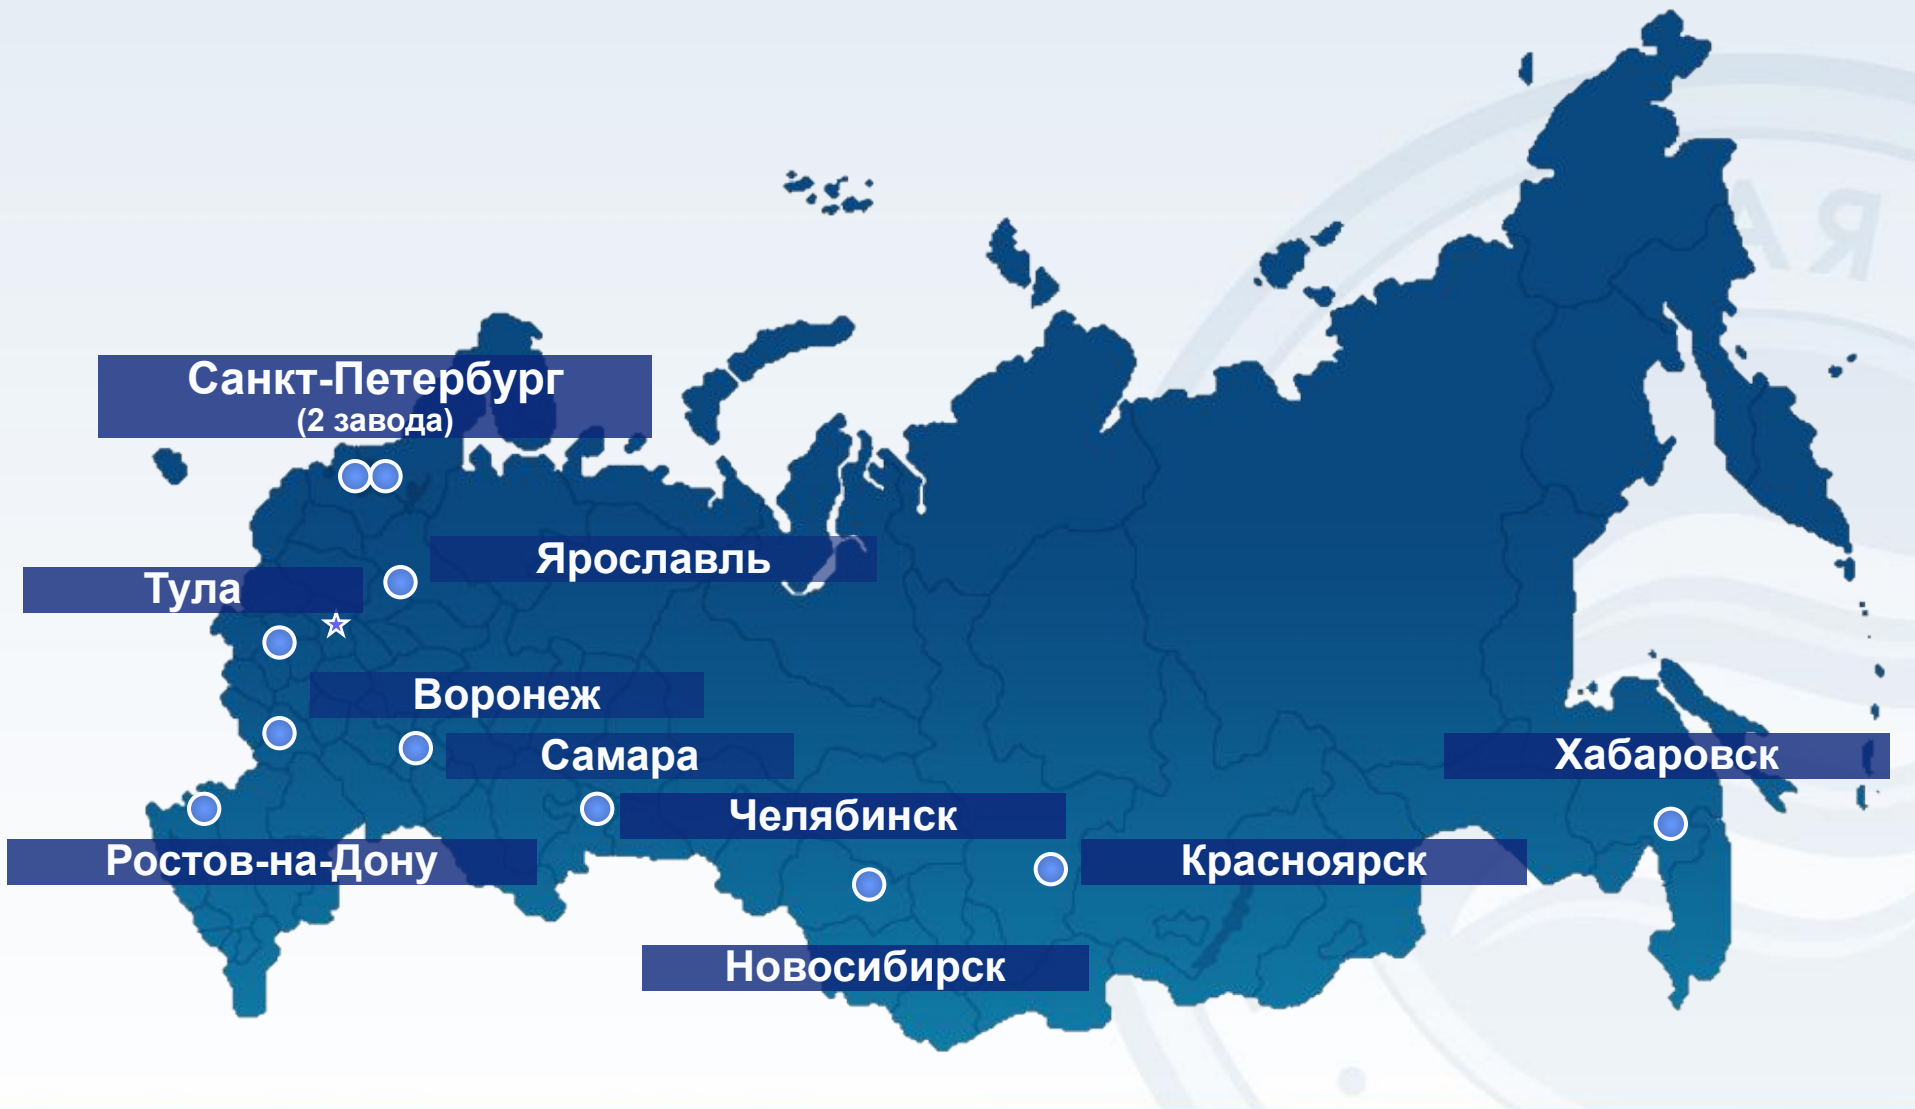 Санкт-Петербург
(2 завода)
Ярославль
Тула
Воронеж
Самара
Хабаровск
Челябинск
Ростов-на-Дону
Красноярск
Новосибирск